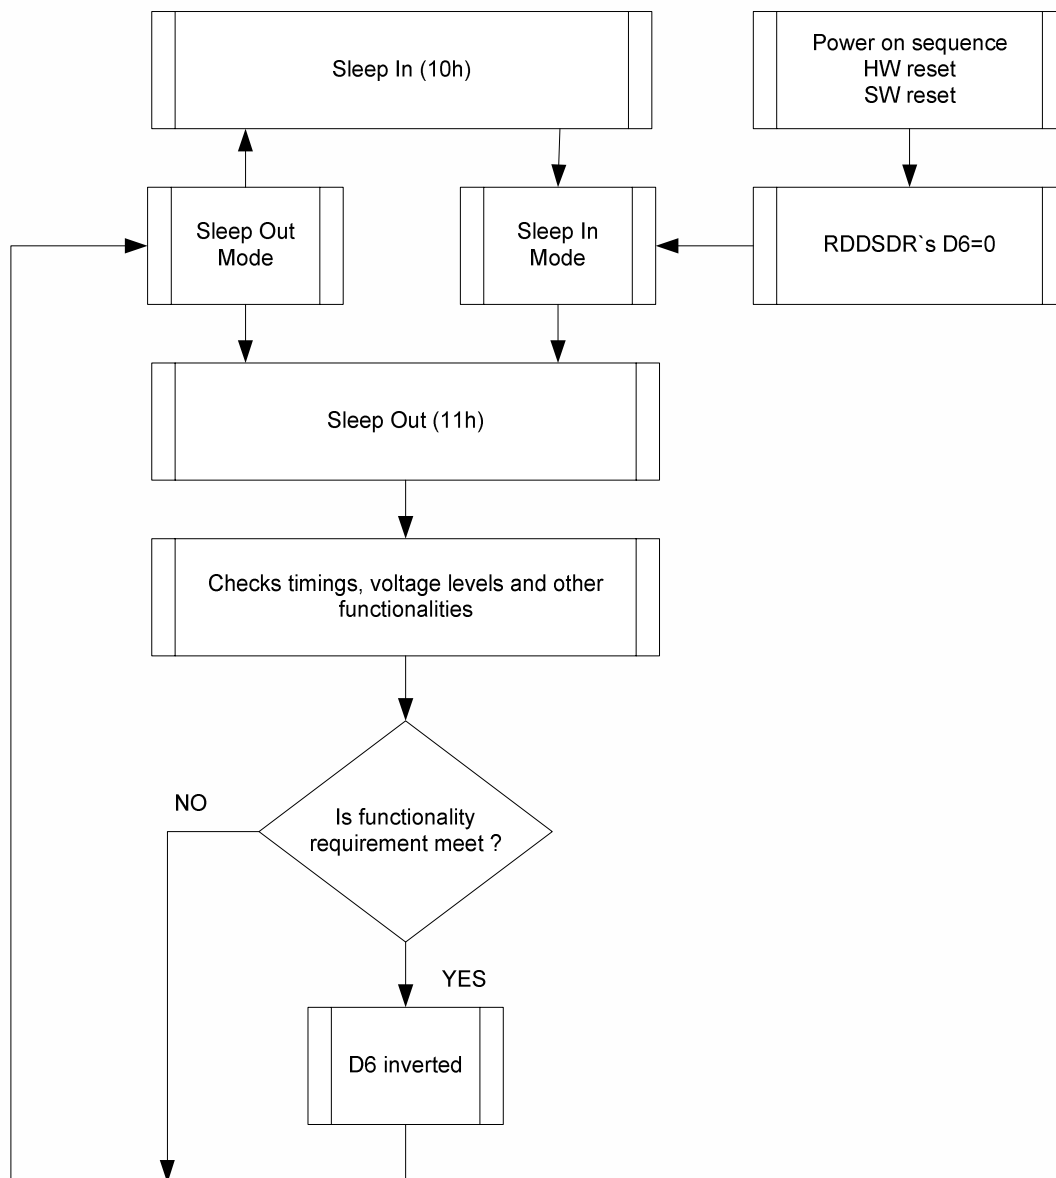 Sleep In (10h)
Power on sequence
HW reset
SW reset
Sleep Out
Mode
Sleep In
Mode
RDDSDR`s D6=0
Sleep Out (11h)
Checks timings, voltage levels and other
functionalities
Is functionality
requirement meet ?
NO
YES
D6 inverted